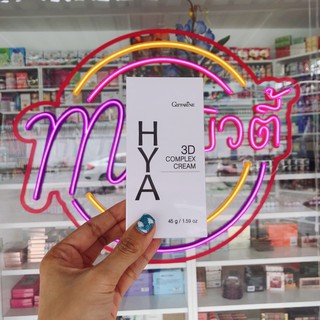 GIFFARINE
HYA
3D
COMPLEX
CREAM
45 g / 1.59 oz